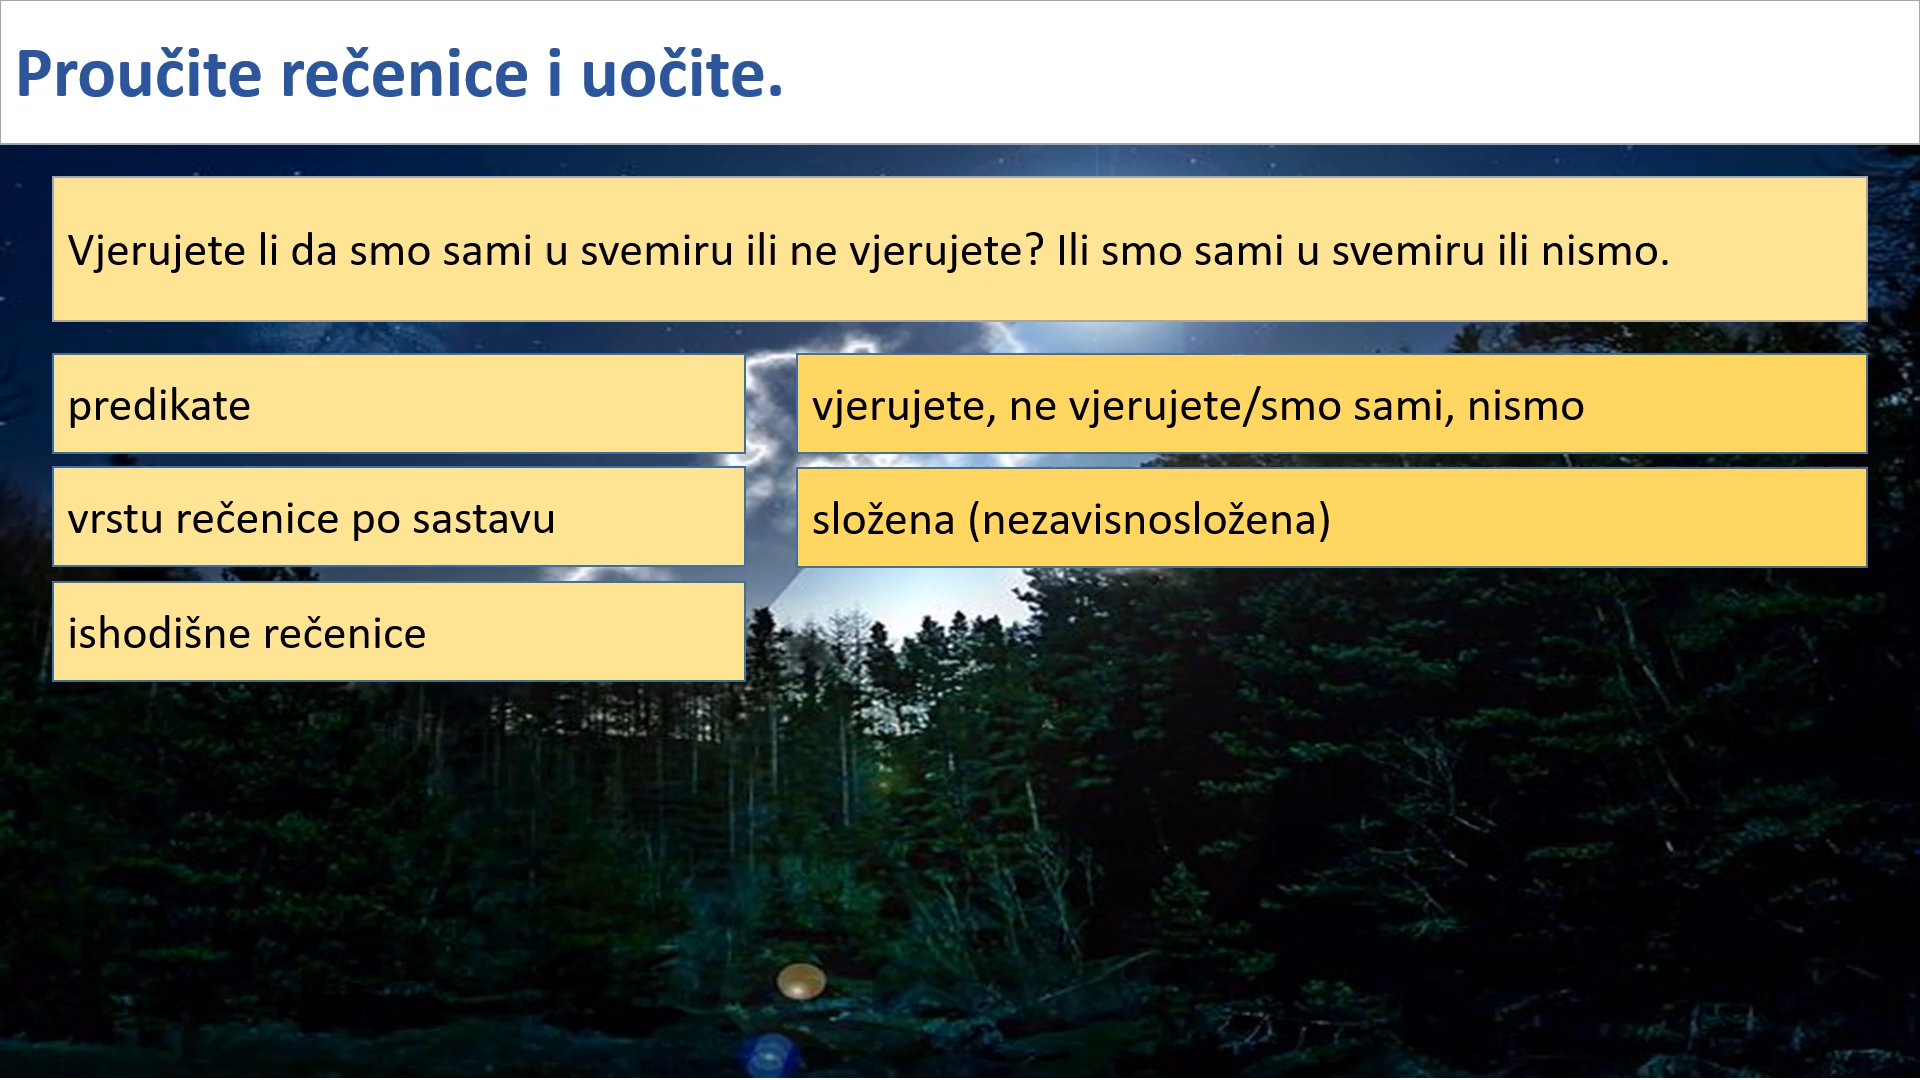 Proučite rečenice i uočite.
Vjerujete li da smo sami u svemiru ili ne vjerujete? Ili smo sami u svemiru ili nismo.
predikate
vjerujete, ne vjerujete/smo sami, nismo
vrstu rečenice po sastavu
složena (nezavisnosložena)
ishodišne rečenice